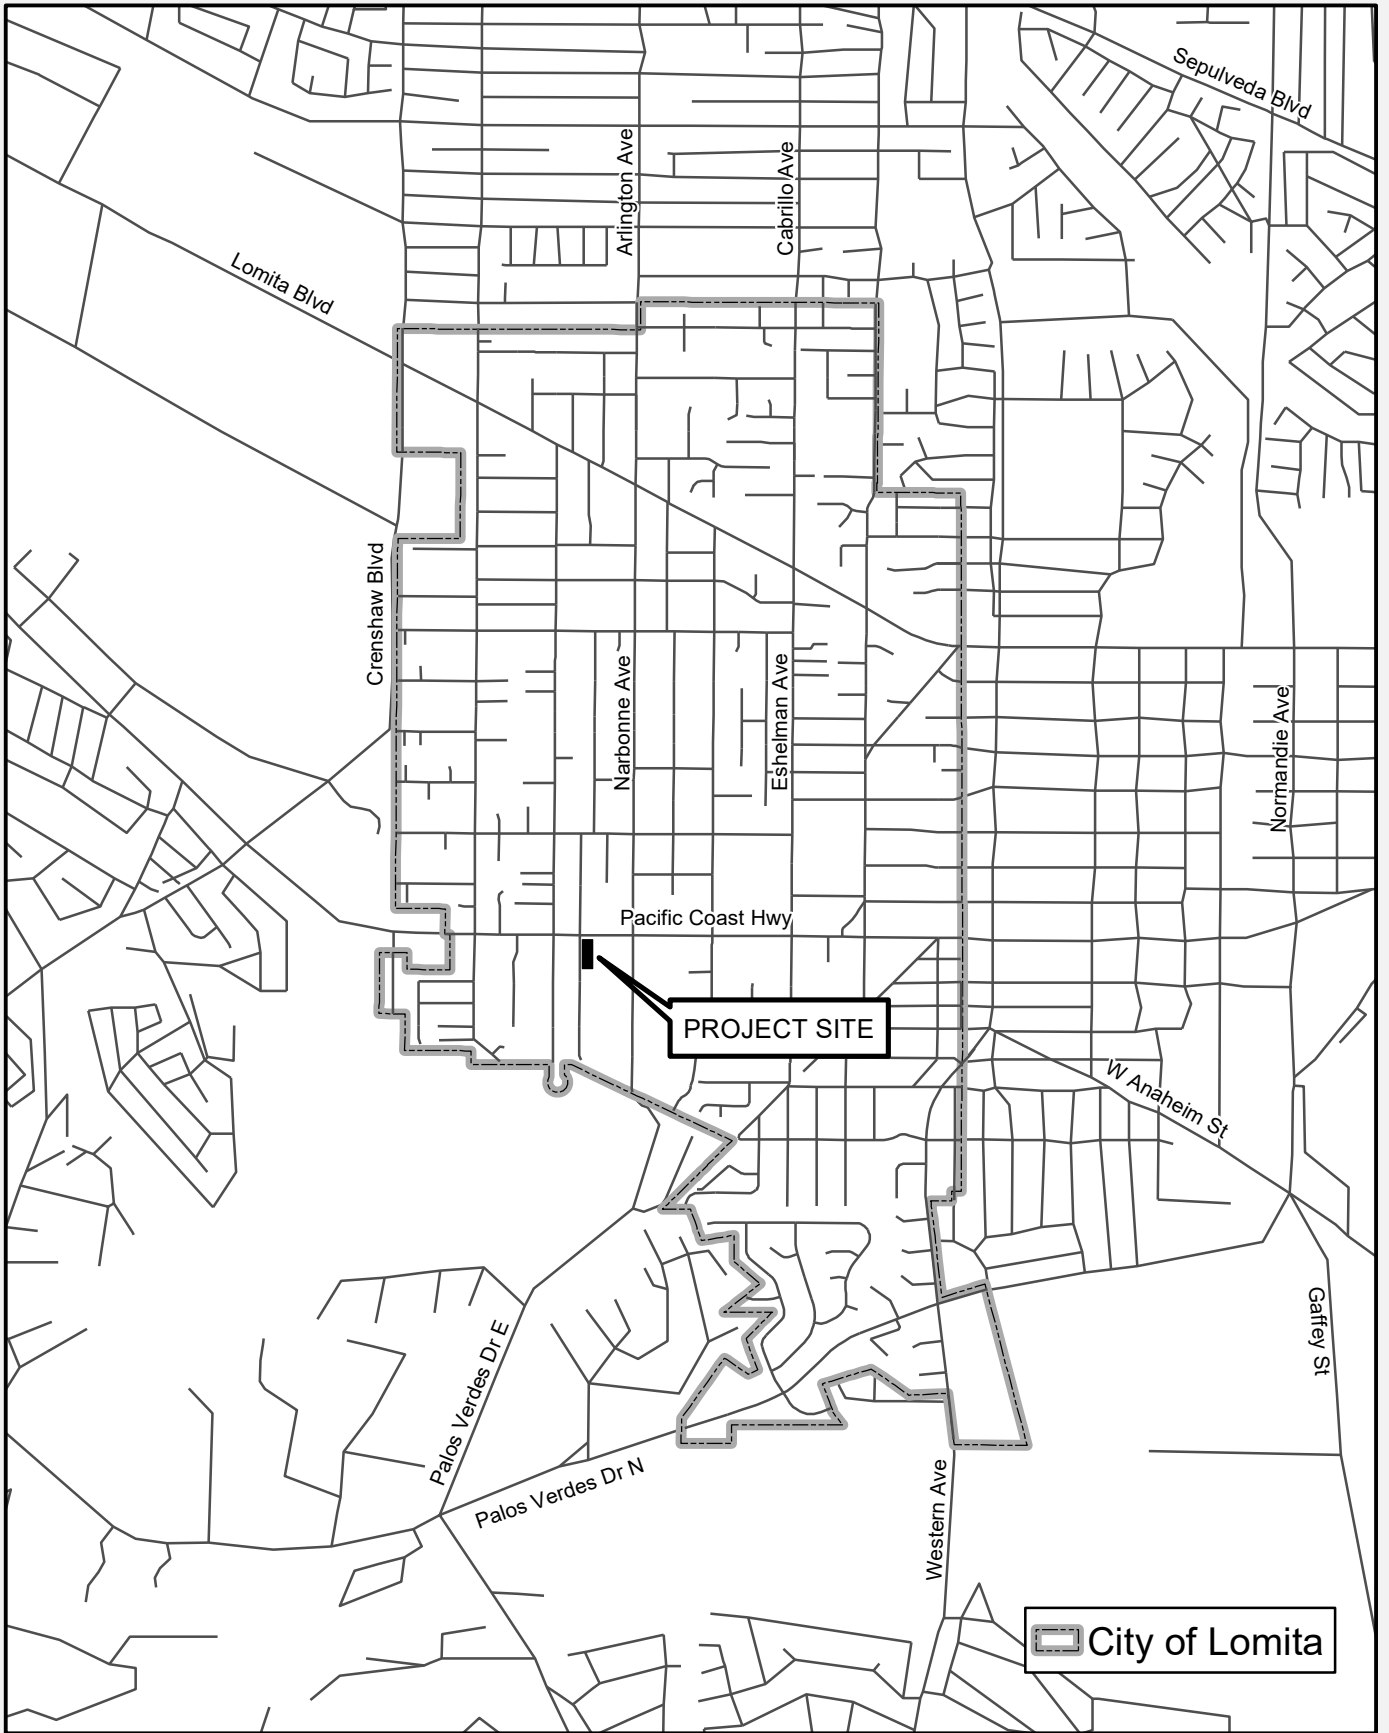 Sepulveda Blvd
Arlington Ave
Cabrillo Ave
Lomita Blvd
Crenshaw Blvd
Narbonne Ave
Eshelman Ave
Normandie Ave
Pacific Coast Hwy
PROJECT SITE
W Anaheim St
Gaffey St
Palos Verdes Dr E
Palos Verdes Dr N
Western Ave
City of Lomita